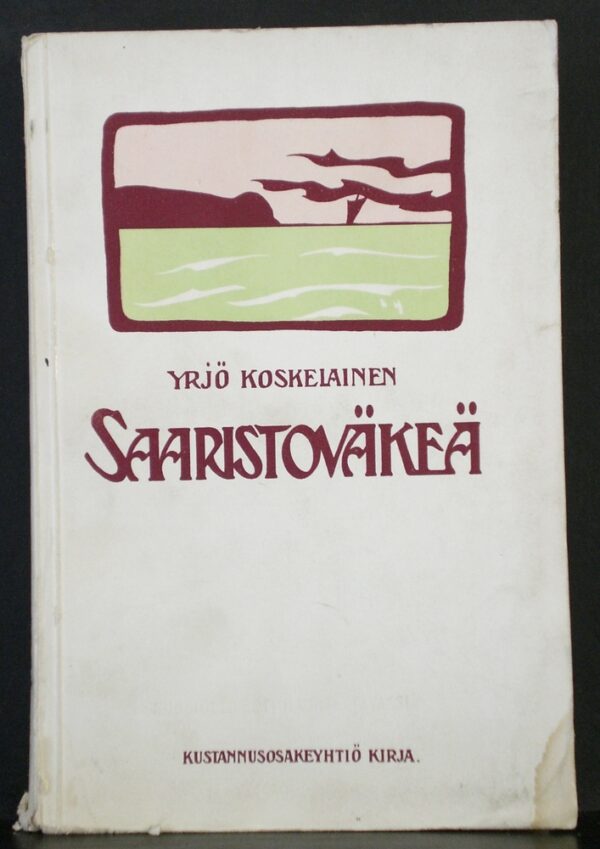 YRJÖ KOSKELAINEN
SAARISTOVÄKEÄ
KUSTANNUSOSAKEYHTIÖ KIRJA.